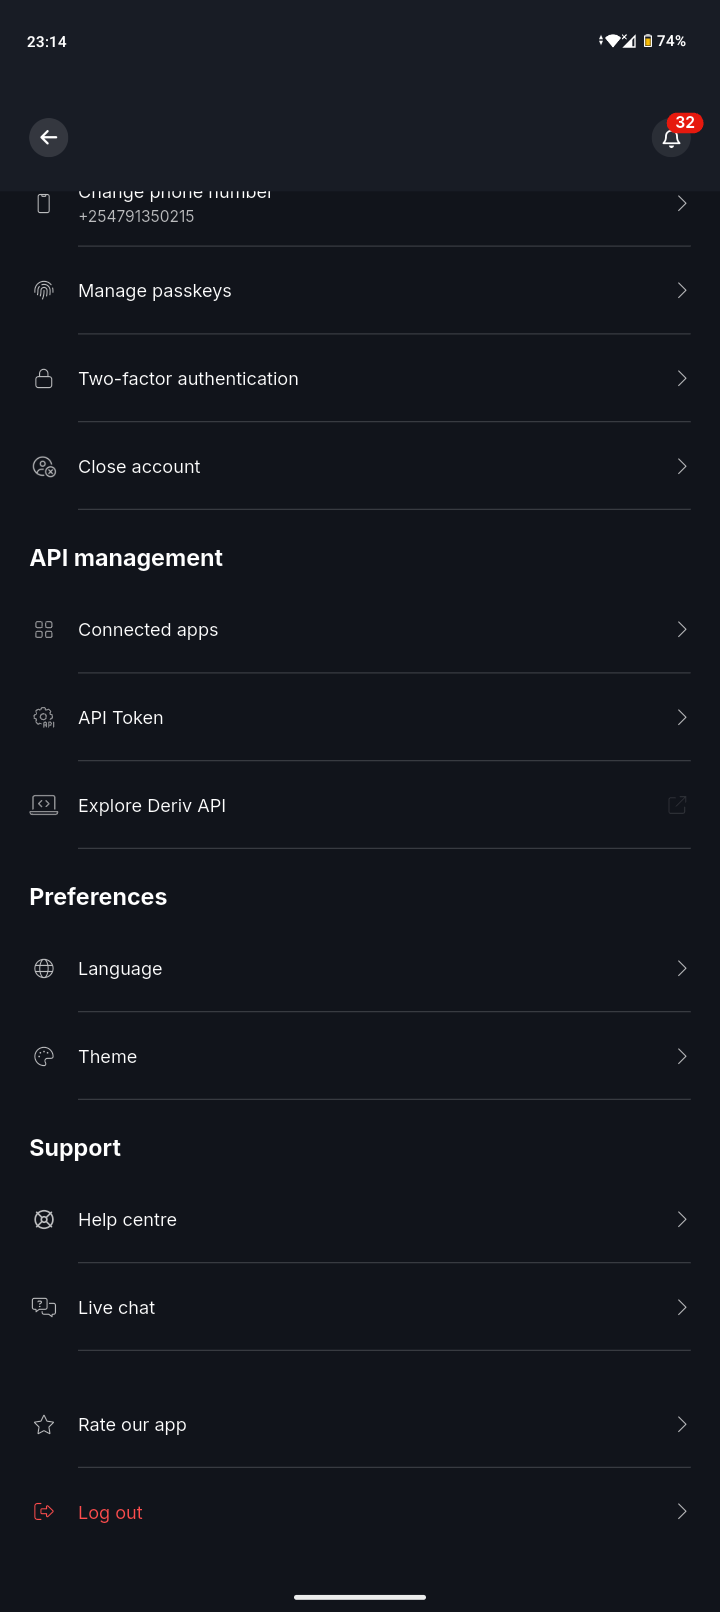 23:14
74%
32
Change phone number
+254791350215
Manage passkeys
Two-factor authentication
Close account
API management
Connected apps
API
API Token
Explore Deriv API
Preferences
Language
Theme
Support
Help centre
?
Live chat
Rate our app
Log out